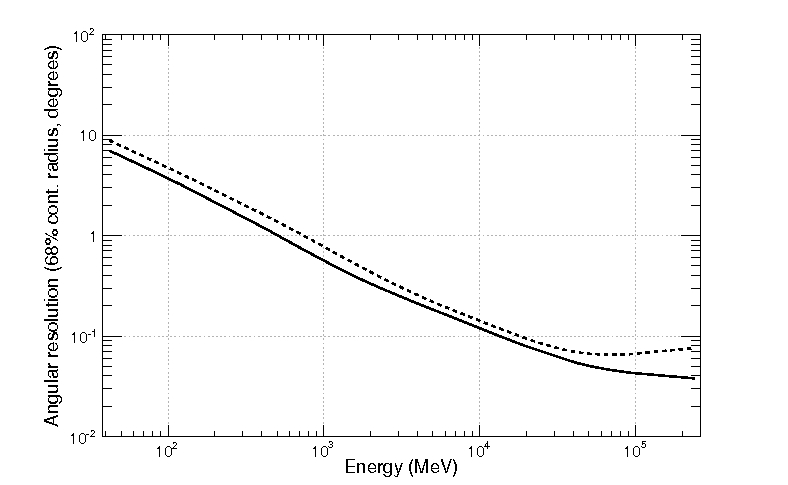 10²
10
1
10⁻¹
10⁻²
Angular resolution (68% cont. radius, degrees)
10² 10³ 10⁴ 10⁵
Energy (MeV)